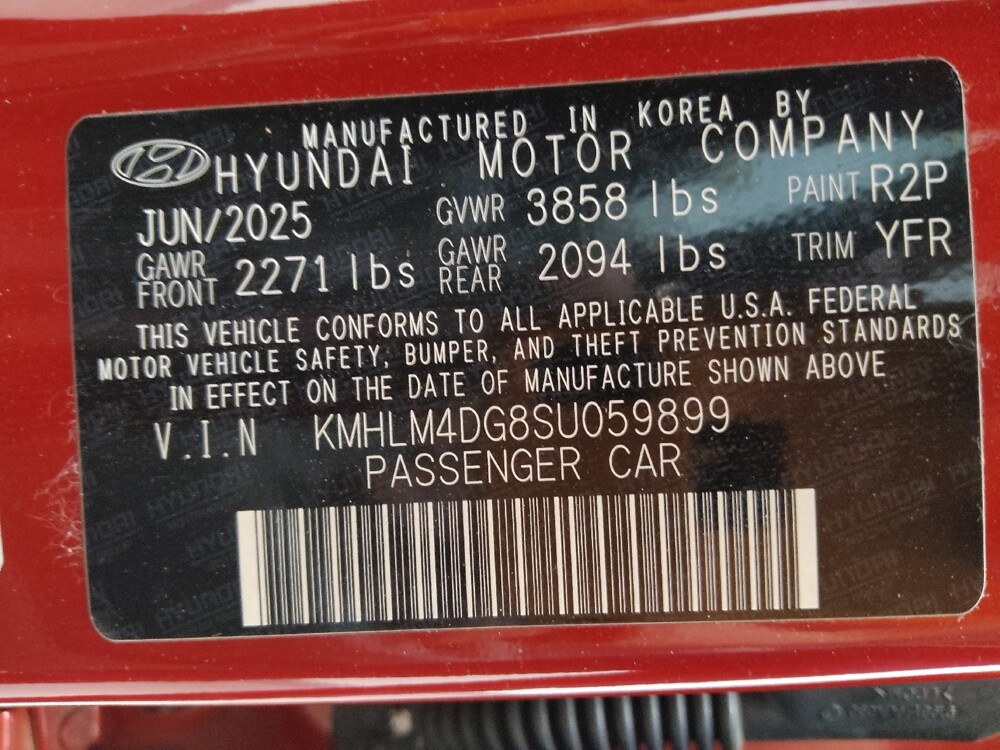 MANUFACTURED IN KOREA BY
HYUNDAI MOTOR COMPANY
JUN/2025 GVWR 3858 lbs PAINT R2P
GAWR FRONT 2271 lbs GAWR REAR 2094 lbs TRIM YFR
THIS VEHICLE CONFORMS TO ALL APPLICABLE U.S.A. FEDERAL
MOTOR VEHICLE SAFETY, BUMPER, AND THEFT PREVENTION STANDARDS
IN EFFECT ON THE DATE OF MANUFACTURE SHOWN ABOVE
V.I.N KMHLM4DG8SU059899
PASSENGER CAR